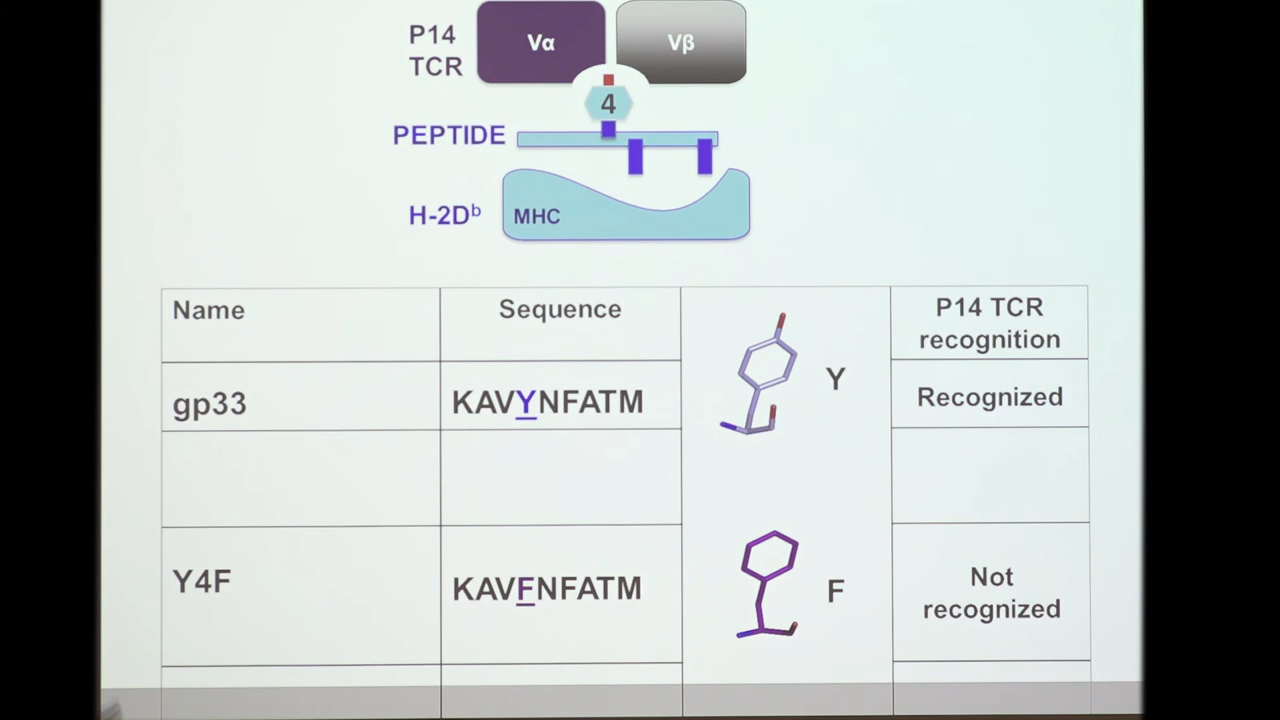 P14
TCR
Vα
Vβ
4
PEPTIDE
H-2Dᵇ
MHC
Name
Sequence
P14 TCR
recognition
gp33
KAVYNFATM
Y
Recognized
Y4F
KAVFNFATM
F
Not
recognized